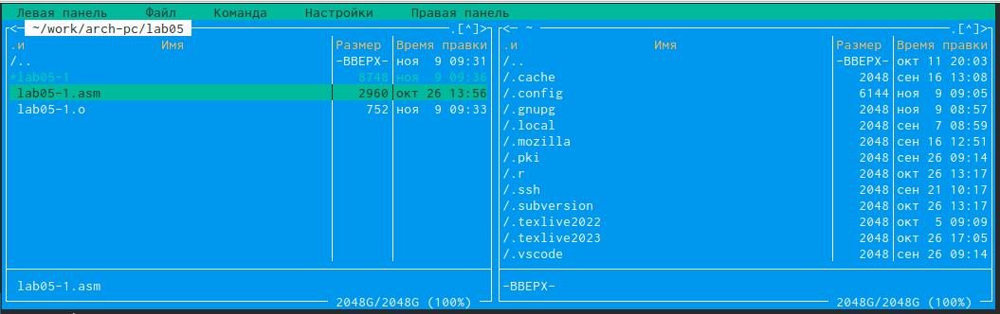 Левая панель Файл Команда Настройки Правая панель
<- ~/work/arch-pc/lab05 .[^]>
.и Имя Размер Время правки
/.. -ВВЕРХ- ноя 9 09:31
*lab05-1 8748 ноя 9 09:36
lab05-1.asm 2960 окт 26 13:56
lab05-1.o 752 ноя 9 09:33
lab05-1.asm
2048G/2048G (100%)
<- ~ .[^]>
.и Имя Размер Время правки
/.. -ВВЕРХ- окт 11 20:03
/.cache 2048 сен 16 13:08
/.config 6144 ноя 9 09:05
/.gnupg 2048 ноя 9 08:57
/.local 2048 сен 7 08:59
/.mozilla 2048 сен 16 12:51
/.pki 2048 сен 26 09:14
/.r 2048 окт 26 13:17
/.ssh 2048 сен 21 10:17
/.subversion 2048 окт 26 13:17
/.texlive2022 2048 окт 5 09:09
/.texlive2023 2048 окт 26 17:05
/.vscode 2048 сен 26 09:14
-ВВЕРХ-
2048G/2048G (100%)